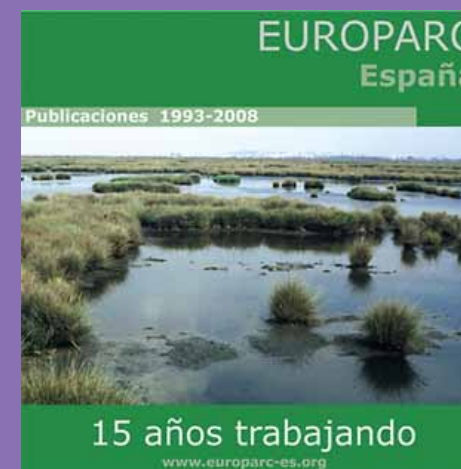 EUROPARC
España
Publicaciones 1993-2008
15 años trabajando
www.europarc-es.org